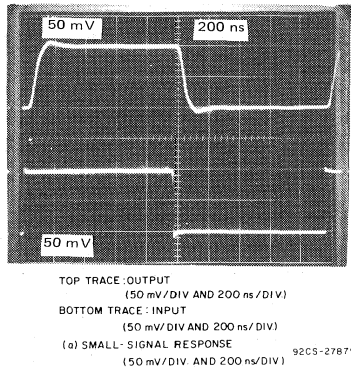 50 mV
200 ns
50 mV
TOP TRACE:OUTPUT
(50 mV/DIV AND 200 ns/DIV.)
BOTTOM TRACE: INPUT
(50 mV/DIV AND 200 ns/DIV.)
(a) SMALL-SIGNAL RESPONSE
(50 mV/DIV. AND 200 ns/DIV)